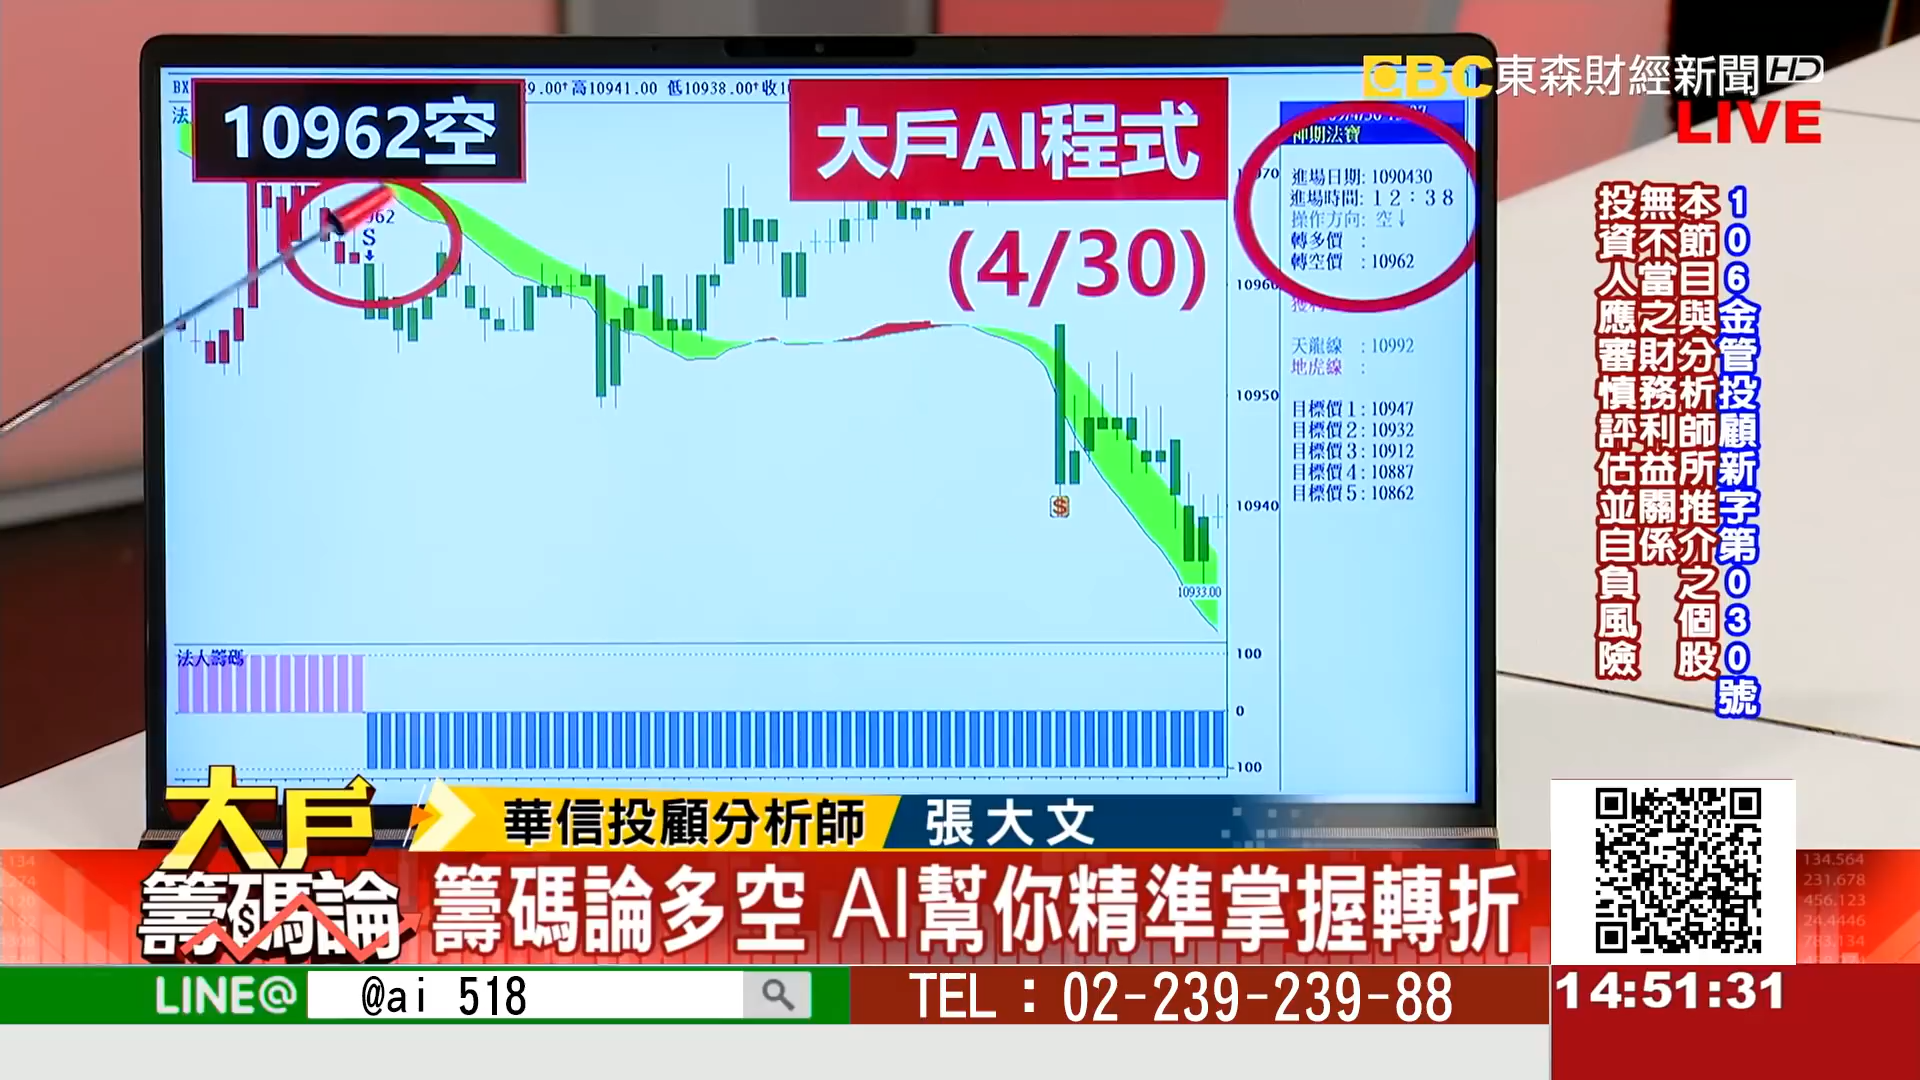 EBC東森財經新聞HD
LIVE
高10941.00 低10938.00
10962空
大戶AI程式
(4/30)
S
進場日期: 1090430
進場時間: 12:38
操作方向: 空↓
轉多價 :
轉空價 : 10962
天龍線 : 10992
地虎線 :
目標價1: 10947
目標價2: 10932
目標價3: 10912
目標價4: 10887
目標價5: 10862
10960
10950
10940
$
10933.00
法人籌碼
100
0
-100
106金管投顧新字第030號
本節目與分析師所推介之個股
無不當之財務利益關係
投資人應審慎評估並自負風險
大戶
籌碼論
華信投顧分析師 張大文
籌碼論多空 AI幫你精準掌握轉折
134.564
231.678
456.123
24.4446
783.134
LINE@ @ai 518
TEL：02-239-239-88
14:51:31